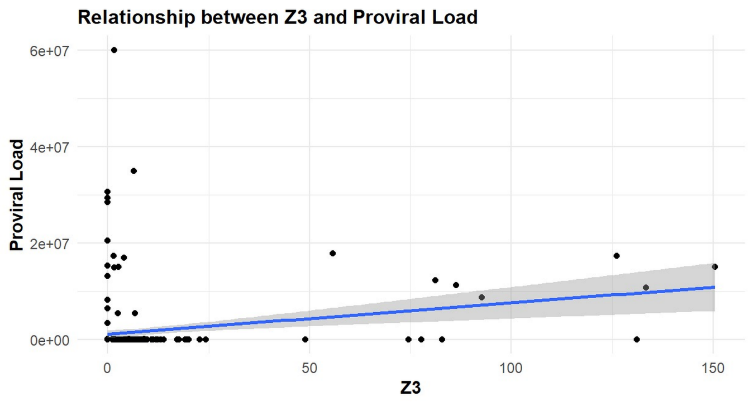 Relationship between Z3 and Proviral Load
6e+07
4e+07
2e+07
0e+00
Proviral Load
0 50 100 150
Z3